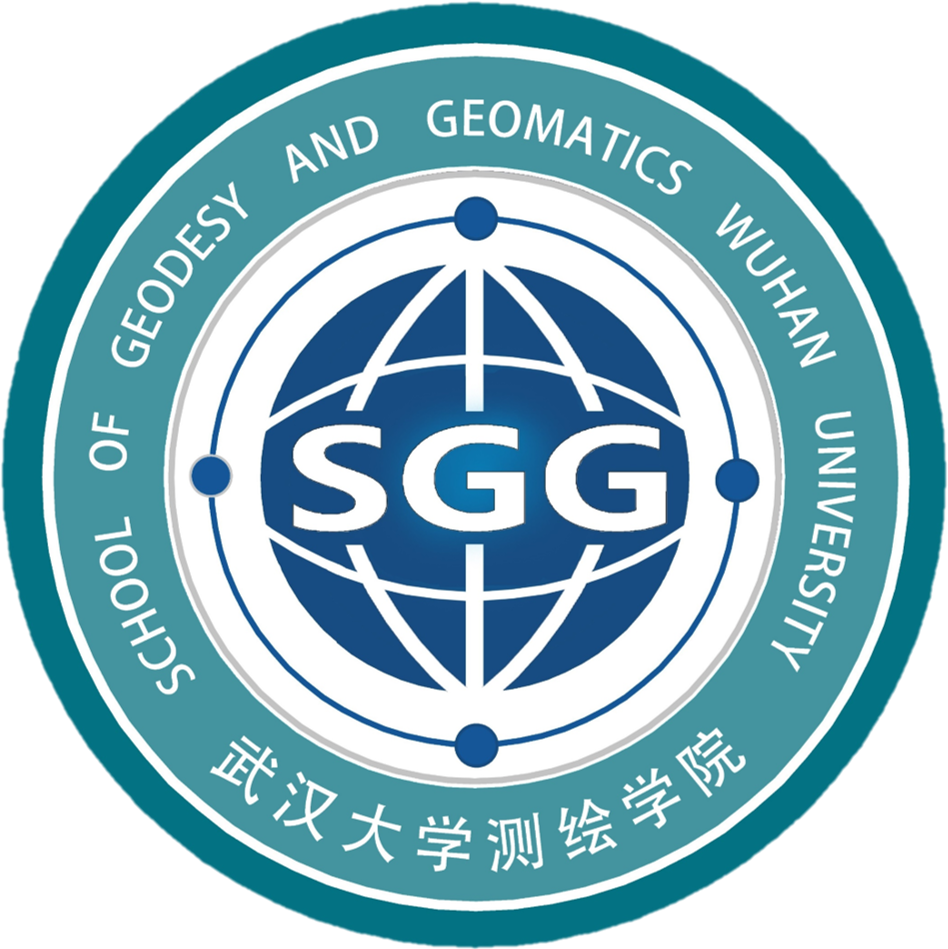 SCHOOL OF GEODESY AND GEOMATICS WUHAN UNIVERSITY
SGG
武汉大学测绘学院